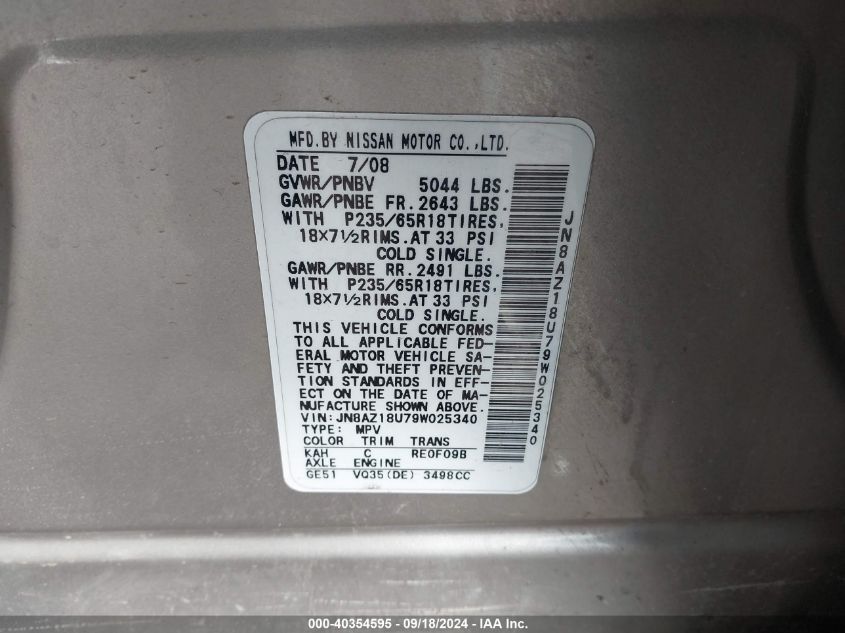 MFD.BY NISSAN MOTOR CO.,LTD.
DATE 7/08
GVWR/PNBV 5044 LBS.
GAWR/PNBE FR.2643 LBS.
WITH P235/65R18TIRES,
18×7½RIMS.AT 33 PSI
COLD SINGLE.
GAWR/PNBE RR.2491 LBS.
WITH P235/65R18TIRES,
18×7½RIMS.AT 33 PSI
COLD SINGLE.
THIS VEHICLE CONFORMS
TO ALL APPLICABLE FED-
ERAL MOTOR VEHICLE SA-
FETY AND THEFT PREVEN-
TION STANDARDS IN EFF-
ECT ON THE DATE OF MA-
NUFACTURE SHOWN ABOVE.
VIN:JN8AZ18U79W025340
TYPE: MPV
COLOR TRIM TRANS
KAH C RE0F09B
AXLE ENGINE
GE51 VQ35(DE) 3498CC
JN8AZ18U79W025340
000-40354595 - 09/18/2024 - IAA Inc.